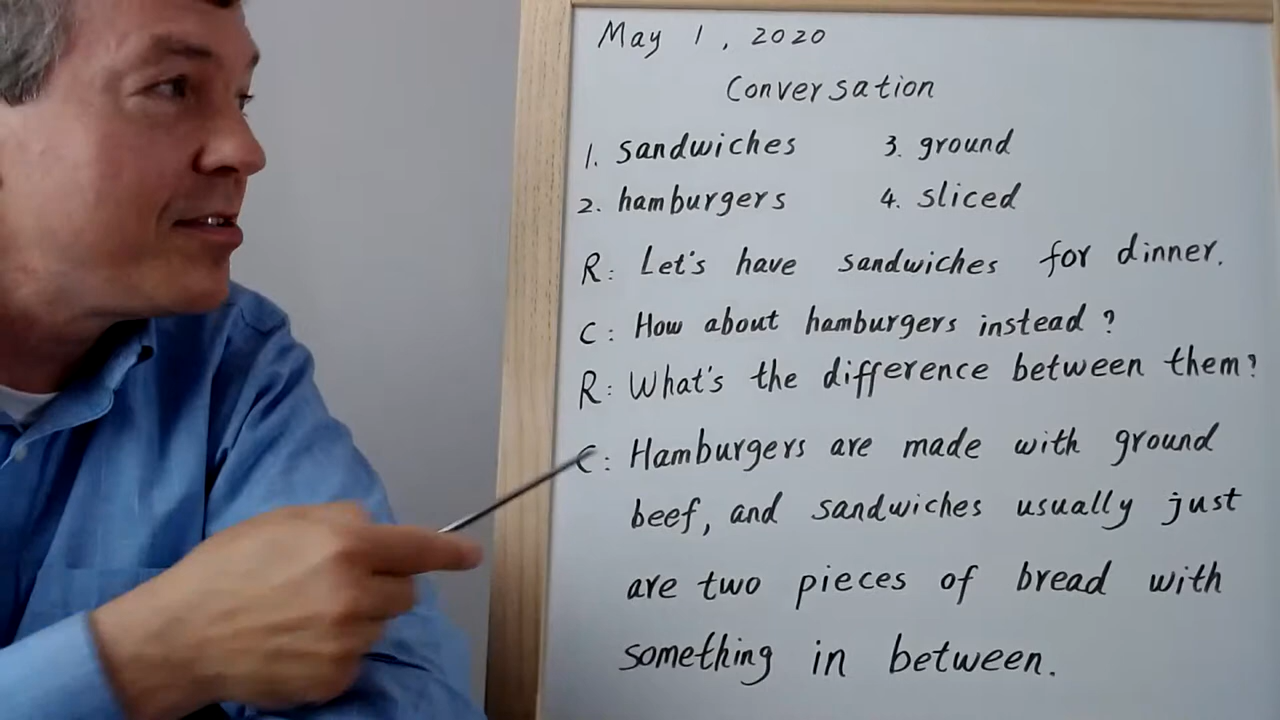 May 1, 2020
Conversation
1. sandwiches 3. ground
2. hamburgers 4. sliced
R: Let's have sandwiches for dinner.
C: How about hamburgers instead?
R: What's the difference between them?
C: Hamburgers are made with ground
beef, and sandwiches usually just
are two pieces of bread with
something in between.